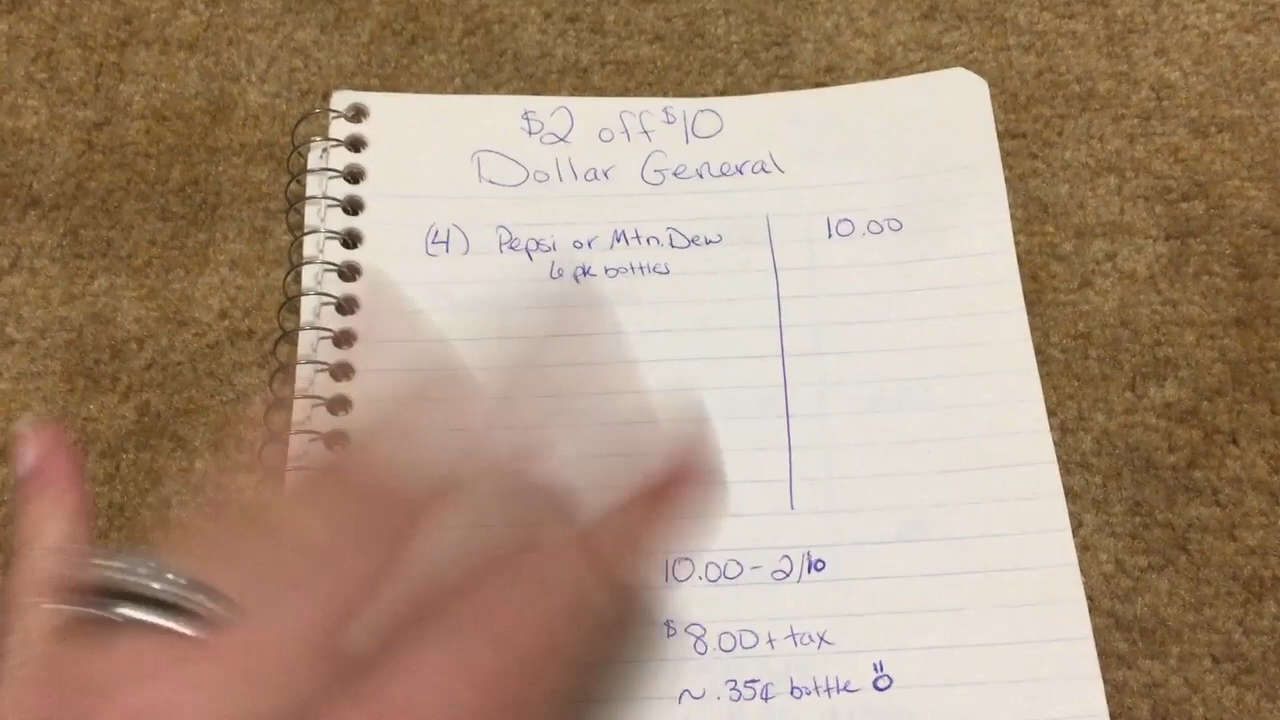 $2 off $10
Dollar General
(4) Pepsi or Mtn. Dew 10.00
6 pk bottles
10.00 - 2/10
$8.00 + tax
~ .35¢ bottle